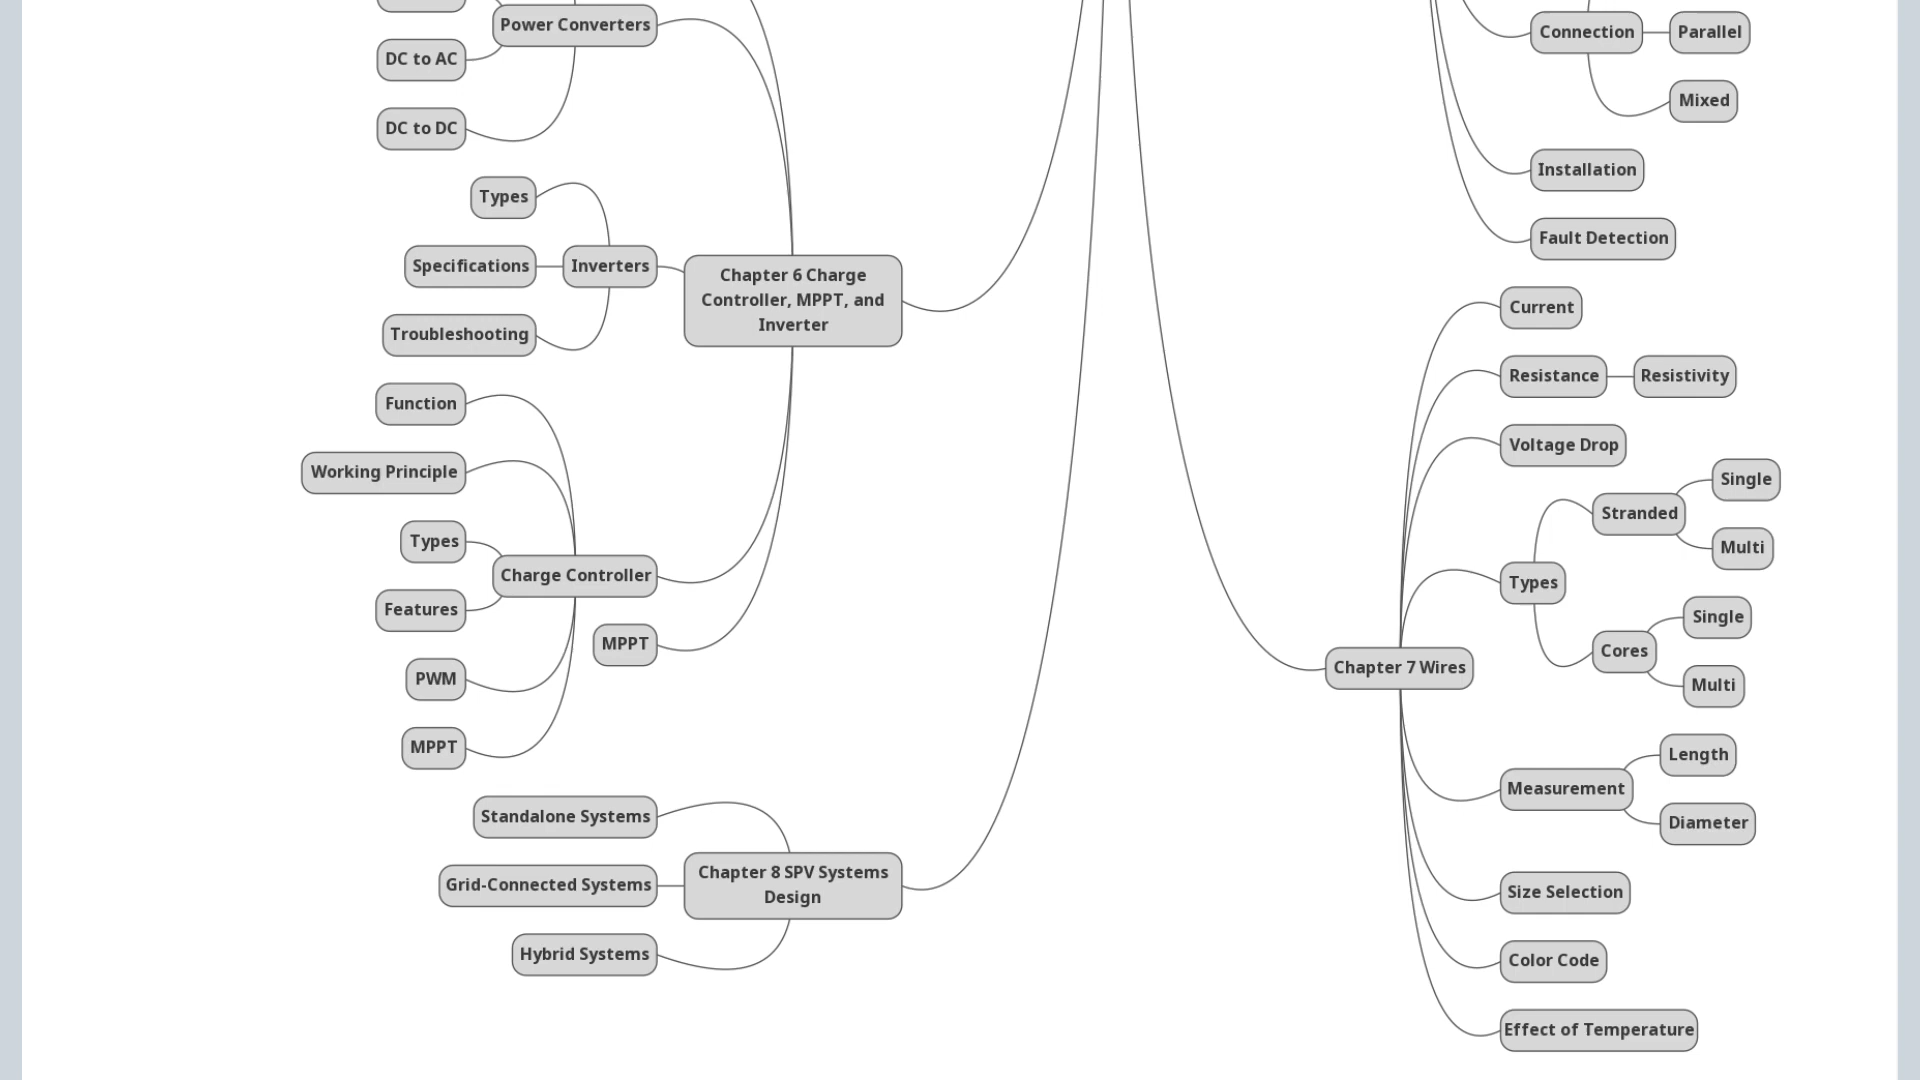 Power Converters
DC to AC
DC to DC
Types
Specifications
Inverters
Troubleshooting
Chapter 6 Charge
Controller, MPPT, and
Inverter
Function
Working Principle
Types
Features
PWM
MPPT
Charge Controller
MPPT
Standalone Systems
Grid-Connected Systems
Hybrid Systems
Chapter 8 SPV Systems
Design
Connection
Parallel
Mixed
Installation
Fault Detection
Current
Resistance
Resistivity
Voltage Drop
Types
Stranded
Single
Multi
Cores
Single
Multi
Chapter 7 Wires
Measurement
Length
Diameter
Size Selection
Color Code
Effect of Temperature